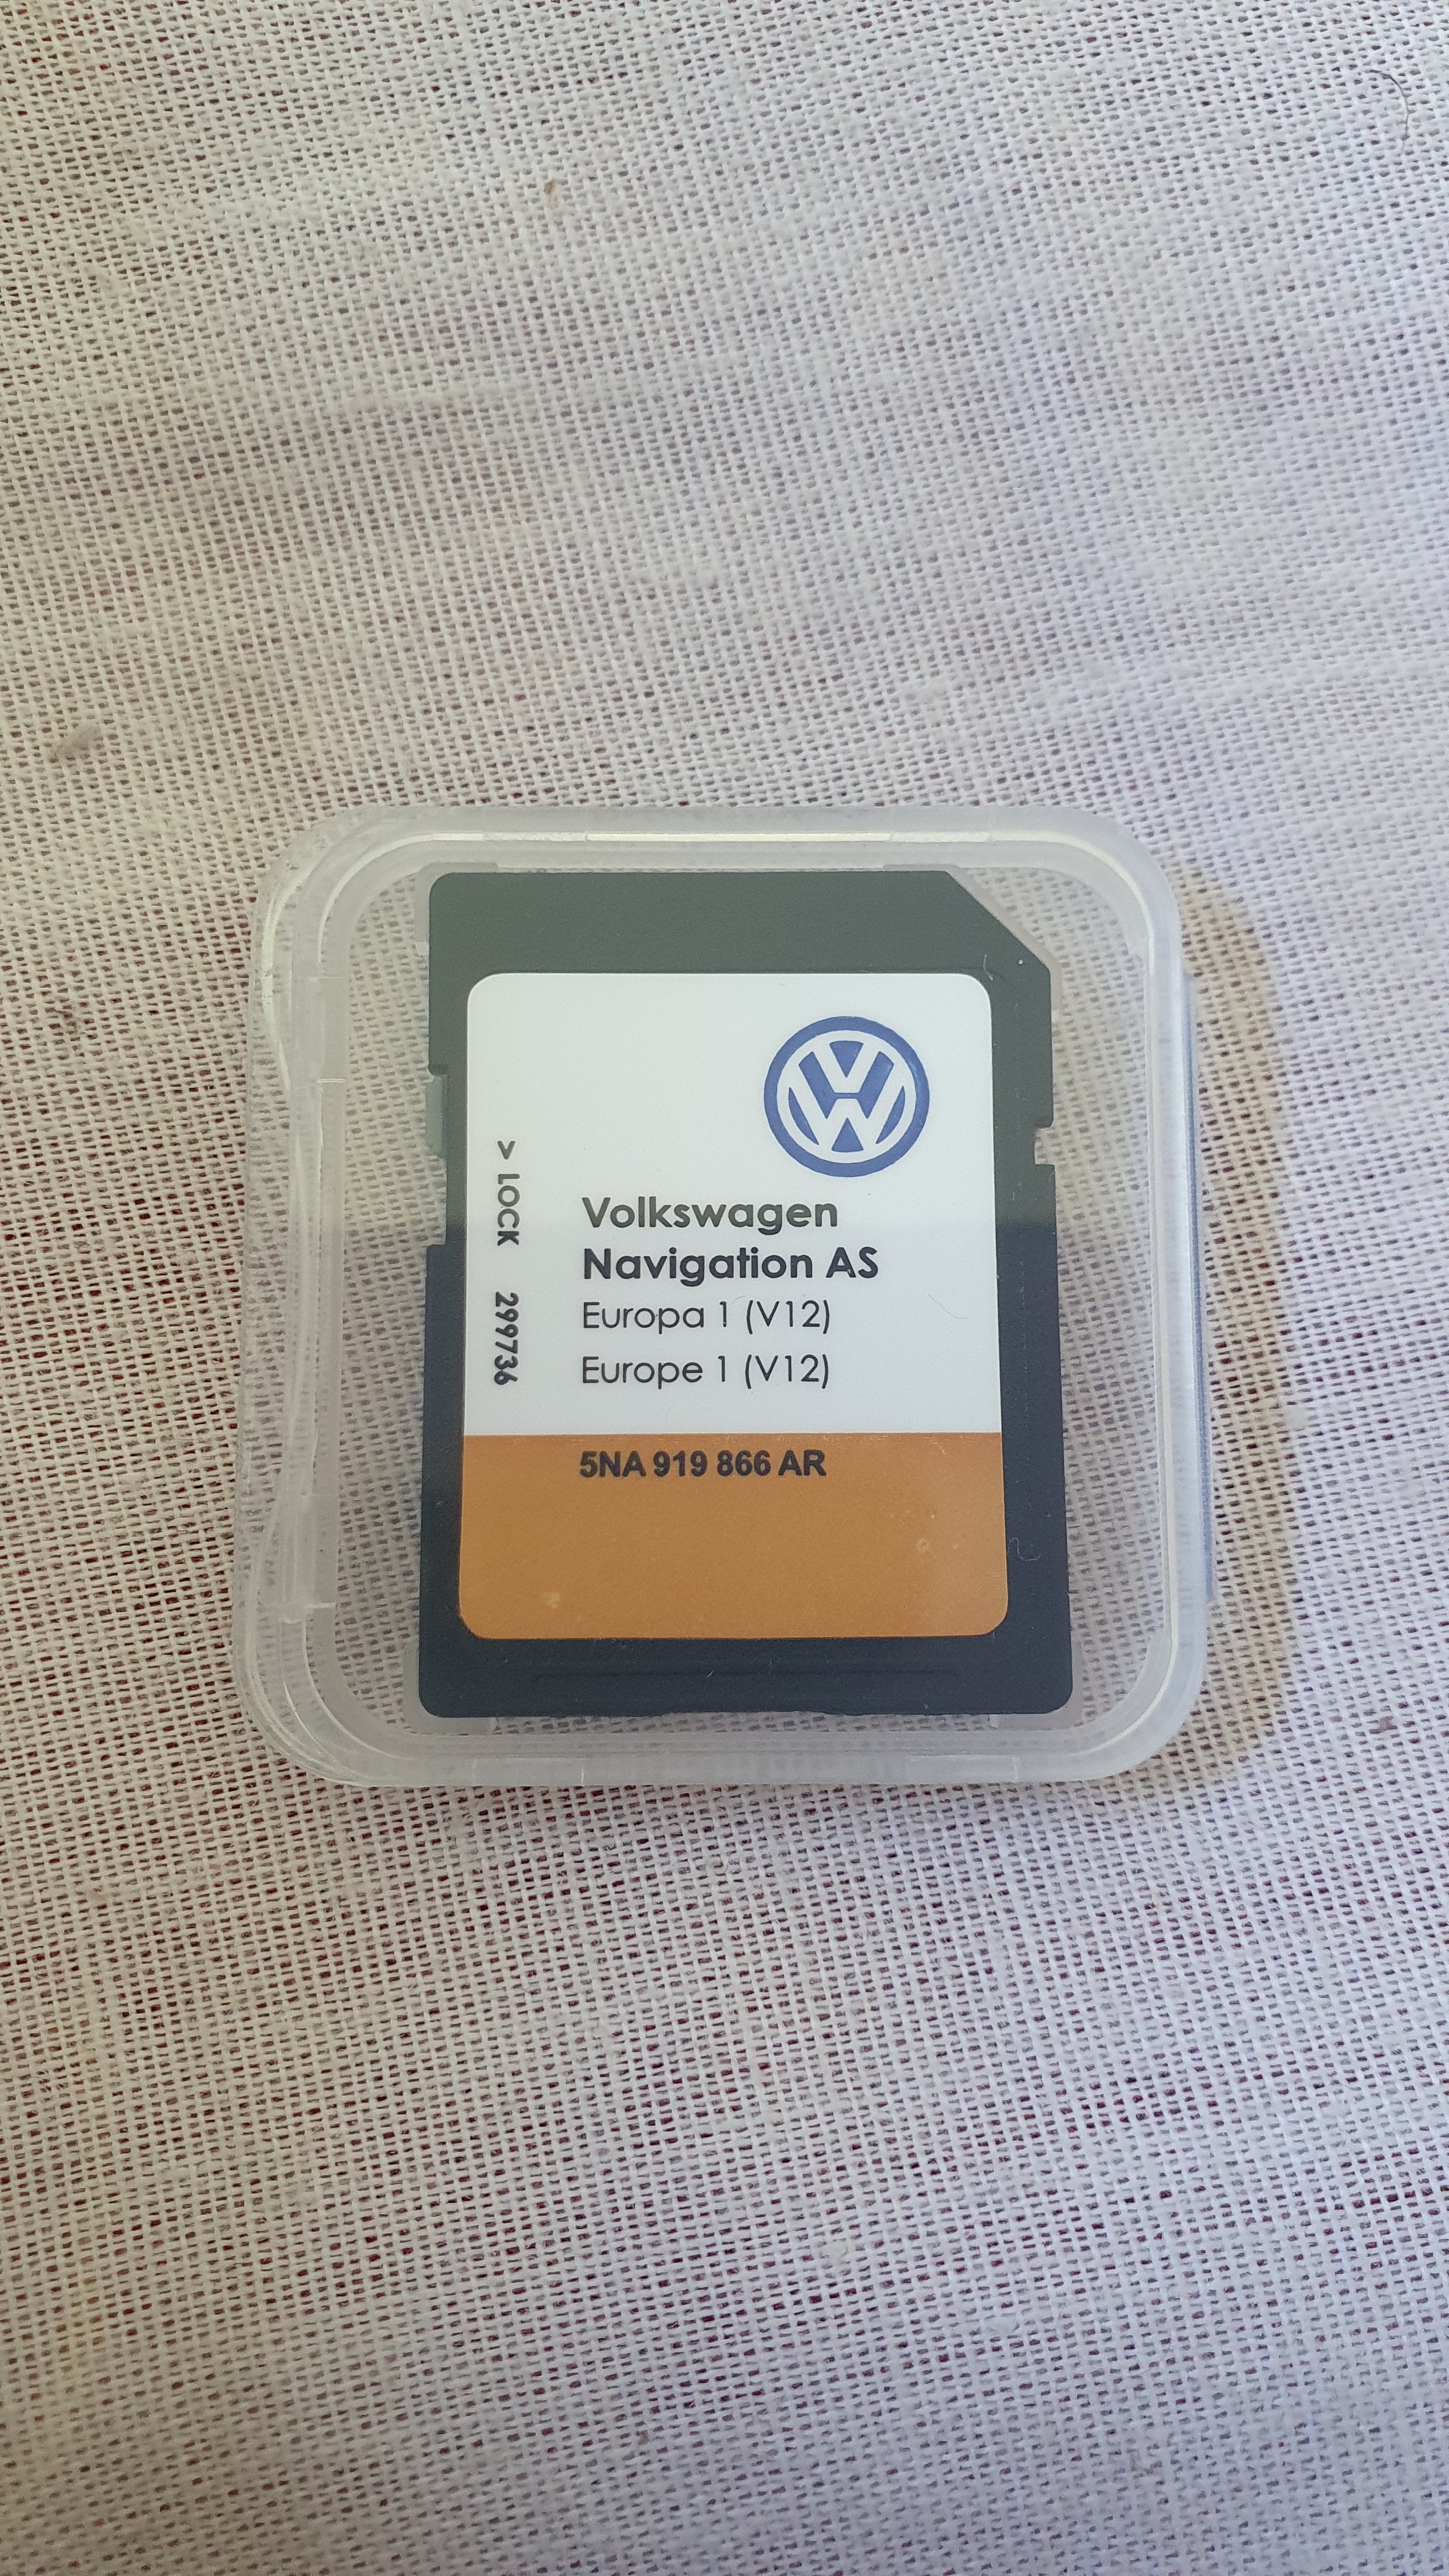 Volkswagen
Navigation AS
Europa 1 (V12)
Europe 1 (V12)
5NA 919 866 AR
> LOCK 299736